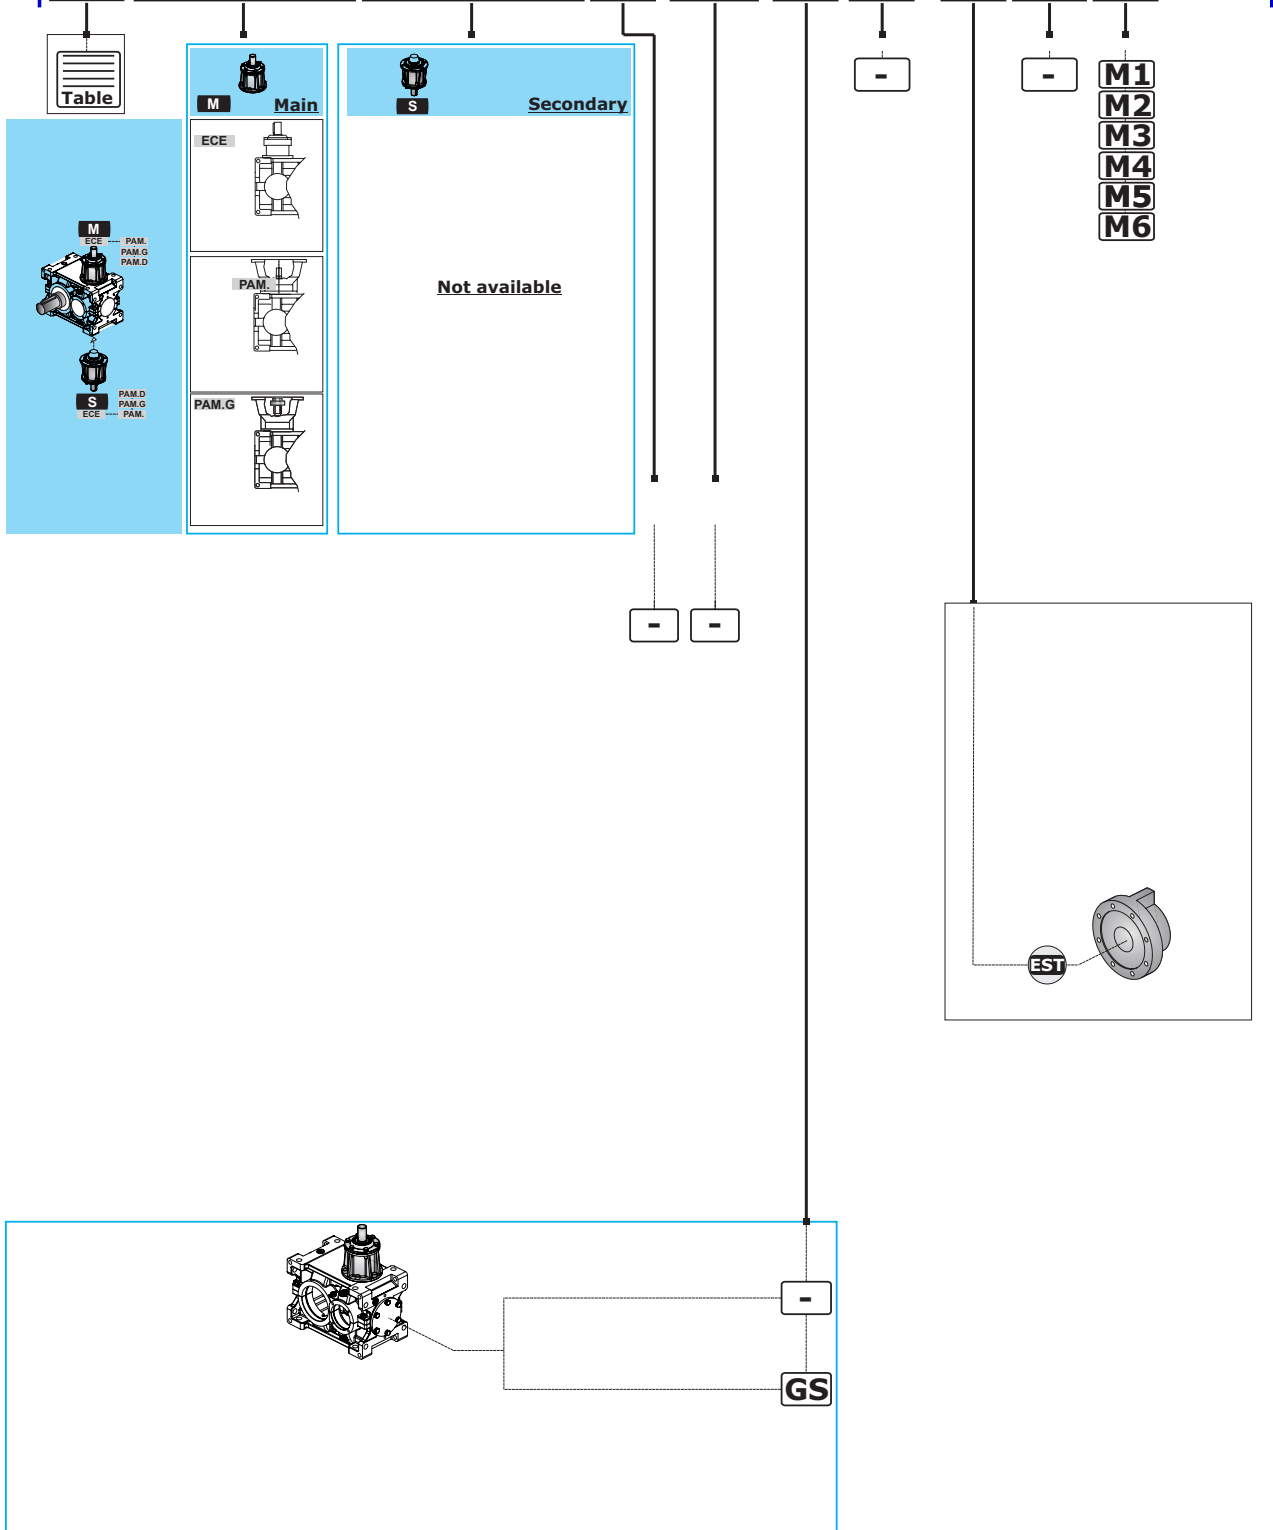 Table
M
Main
S
Secondary
-
-
M1
M2
M3
M4
M5
M6
ECE
M
ECE
PAM.
PAM.G
PAM.D
PAM.
Not available
S
PAM.D
PAM.G
ECE
PAM.
PAM.G
-
-
EST
-
GS